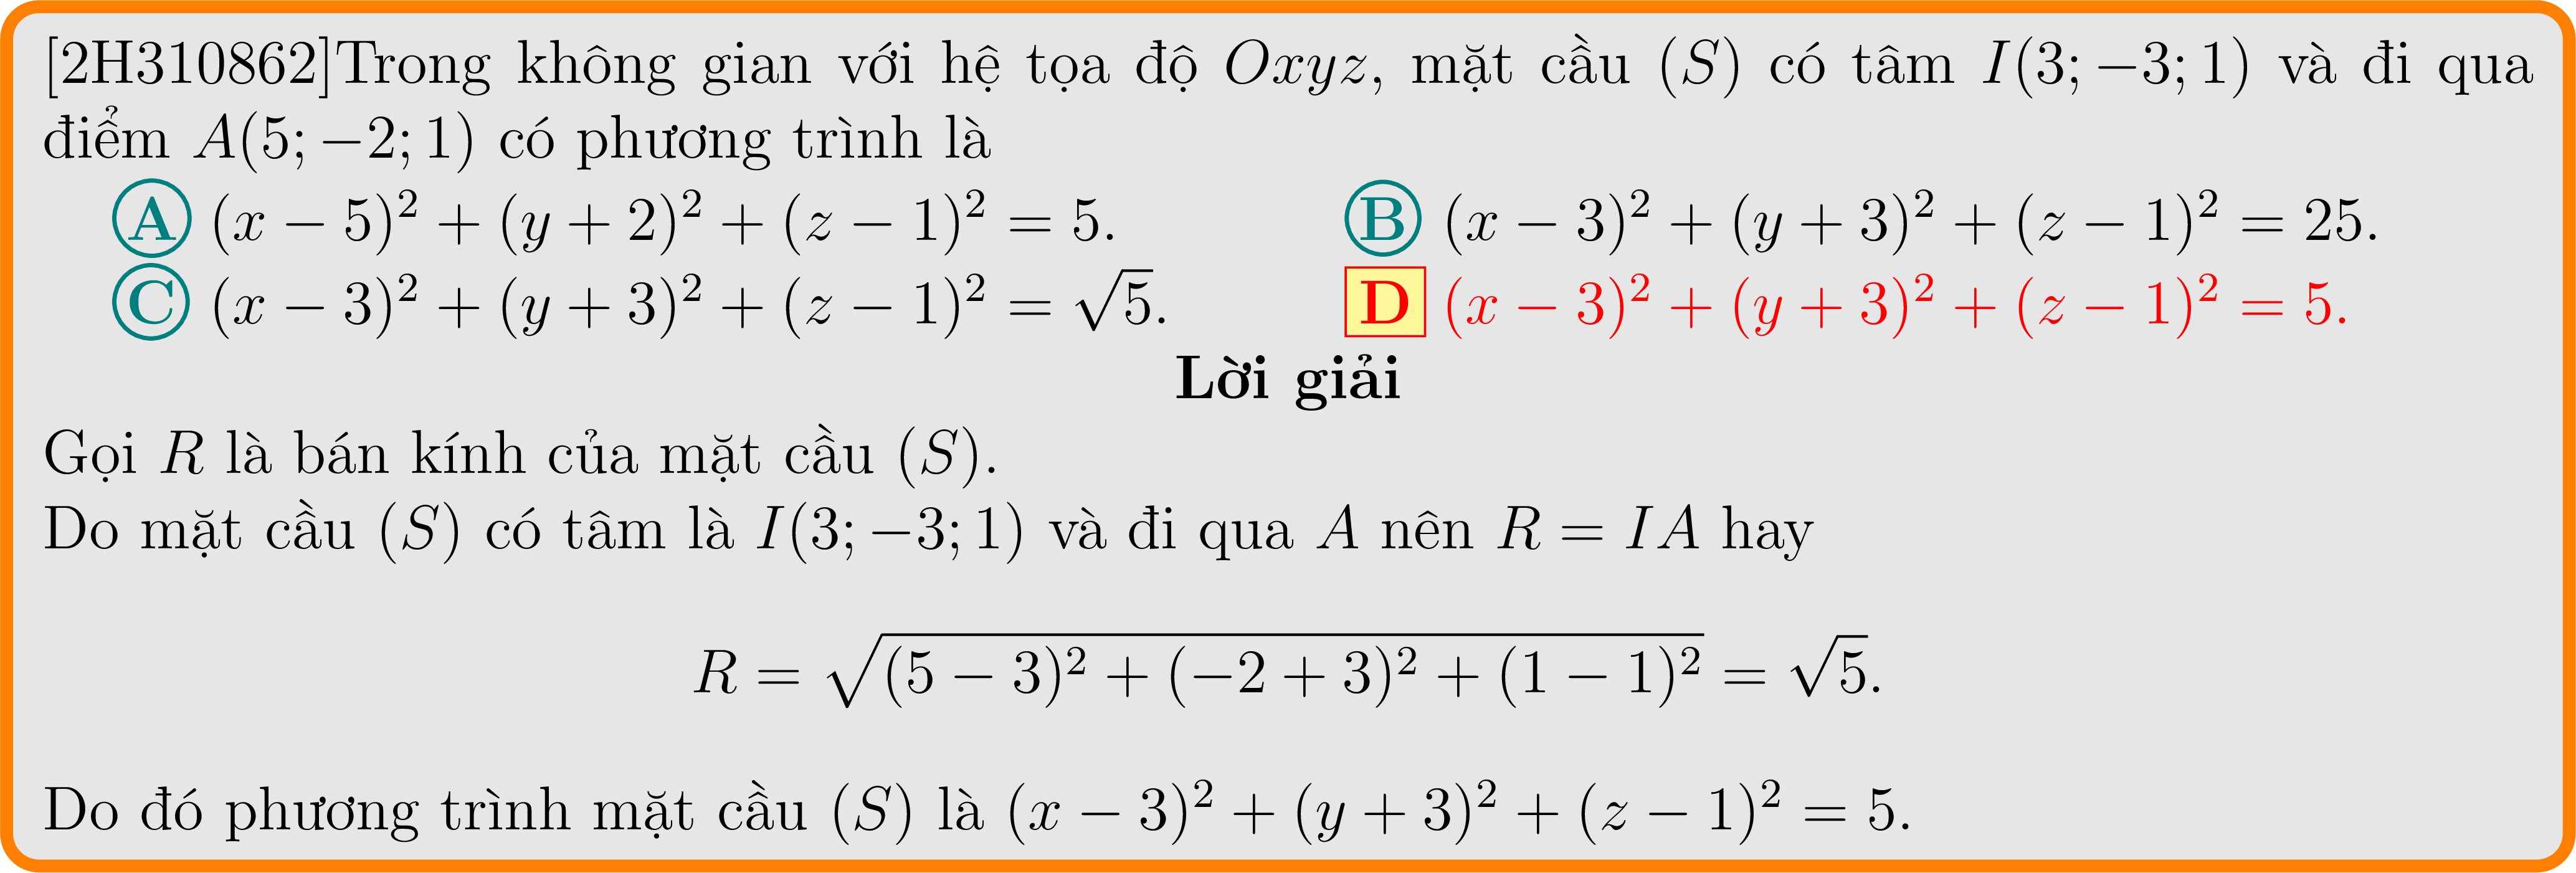 [2H310862]Trong không gian với hệ tọa độ Oxyz, mặt cầu (S) có tâm I(3; −3; 1) và đi qua
điểm A(5; −2; 1) có phương trình là
A (x − 5)² + (y + 2)² + (z − 1)² = 5. B (x − 3)² + (y + 3)² + (z − 1)² = 25.
C (x − 3)² + (y + 3)² + (z − 1)² = √5. D (x − 3)² + (y + 3)² + (z − 1)² = 5.
Lời giải
Gọi R là bán kính của mặt cầu (S).
Do mặt cầu (S) có tâm là I(3; −3; 1) và đi qua A nên R = IA hay
R = √((5 − 3)² + (−2 + 3)² + (1 − 1)²) = √5.
Do đó phương trình mặt cầu (S) là (x − 3)² + (y + 3)² + (z − 1)² = 5.